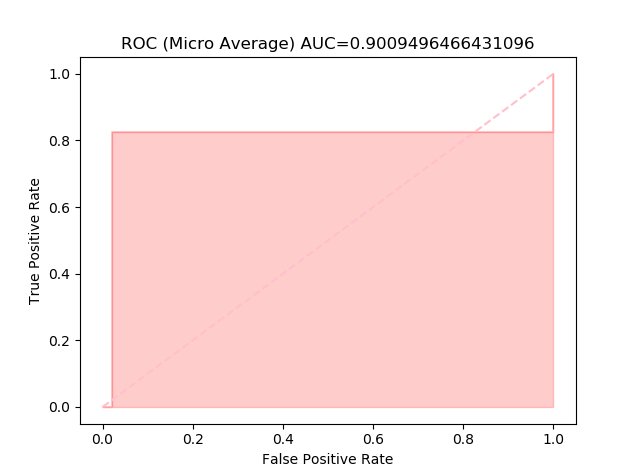 ROC (Micro Average) AUC=0.9009496466431096
1.0
0.8
0.6
0.4
0.2
0.0
True Positive Rate
0.0 0.2 0.4 0.6 0.8 1.0
False Positive Rate